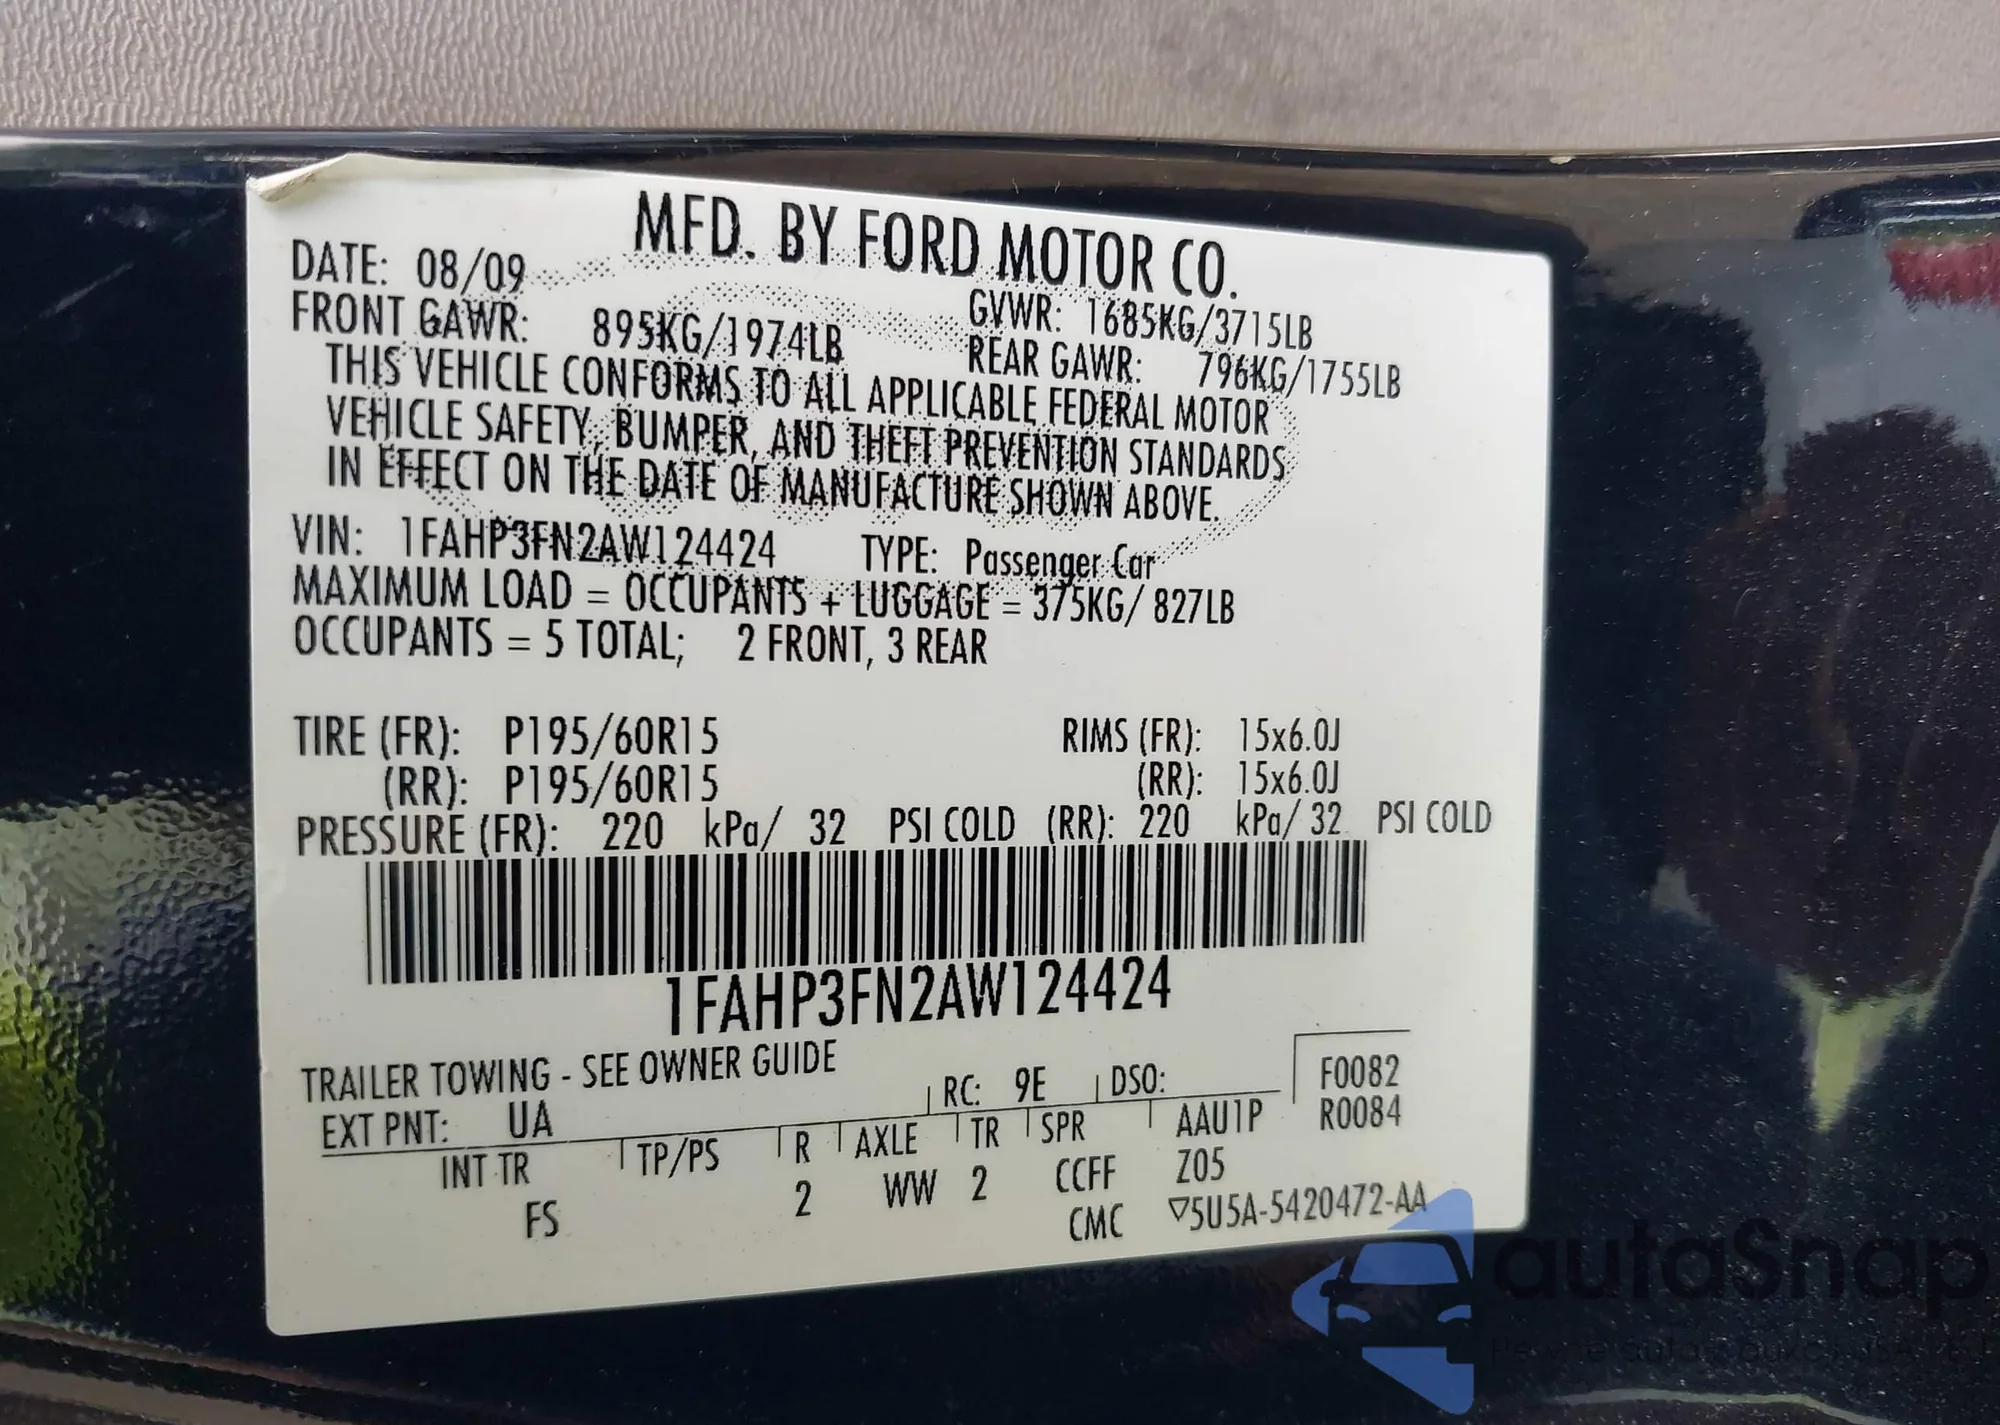 MFD. BY FORD MOTOR CO.
DATE: 08/09
GVWR: 1685KG/3715LB
FRONT GAWR: 895KG/1974LB
REAR GAWR: 796KG/1755LB
THIS VEHICLE CONFORMS TO ALL APPLICABLE FEDERAL MOTOR
VEHICLE SAFETY, BUMPER, AND THEFT PREVENTION STANDARDS
IN EFFECT ON THE DATE OF MANUFACTURE SHOWN ABOVE.
VIN: 1FAHP3FN2AW124424 TYPE: Passenger Car
MAXIMUM LOAD = OCCUPANTS + LUGGAGE = 375KG/ 827LB
OCCUPANTS = 5 TOTAL; 2 FRONT, 3 REAR
TIRE (FR): P195/60R15 RIMS (FR): 15x6.0J
(RR): P195/60R15 (RR): 15x6.0J
PRESSURE (FR): 220 kPa/ 32 PSI COLD (RR): 220 kPa/ 32 PSI COLD
1FAHP3FN2AW124424
TRAILER TOWING - SEE OWNER GUIDE
RC: 9E DSO: F0082
EXT PNT: UA R0084
INT TR TP/PS R AXLE TR SPR AAU1P
FS 2 WW 2 CCFF Z05
CMC ▽5U5A-5420472-AA
autoSnap